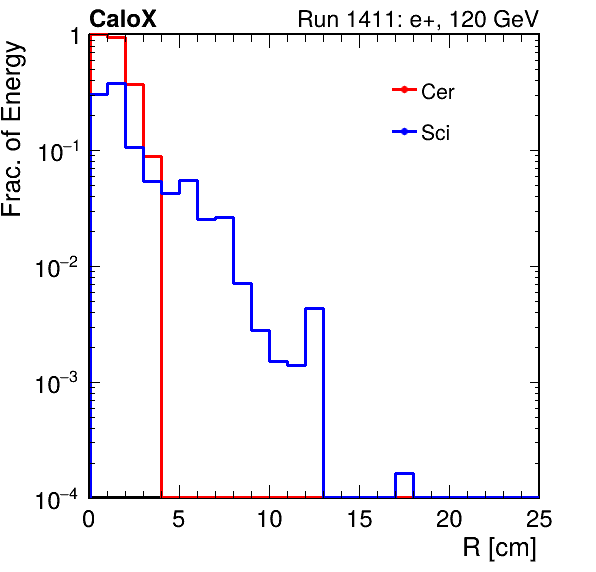 CaloX Run 1411: e+, 120 GeV
Frac. of Energy
1
10⁻¹
10⁻²
10⁻³
10⁻⁴
Cer
Sci
0 5 10 15 20 25
R [cm]